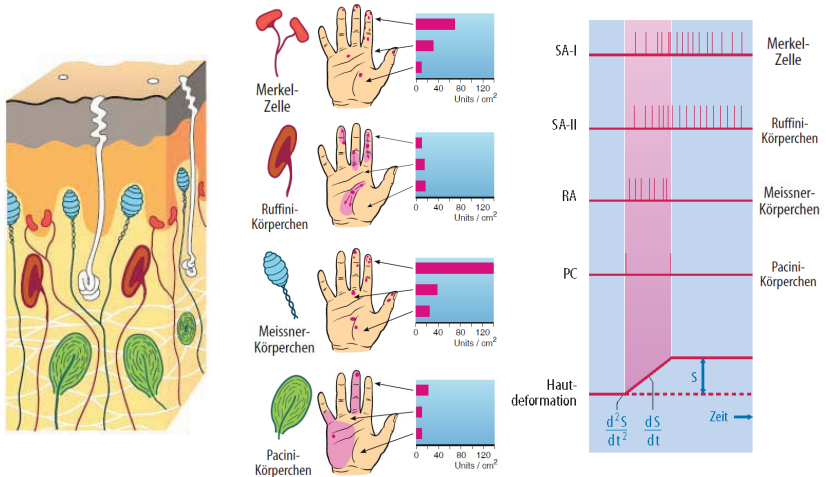 Merkel-
Zelle
0 40 80 120
Units / cm²
Ruffini-
Körperchen
0 40 80 120
Units / cm²
Meissner-
Körperchen
0 40 80 120
Units / cm²
Pacini-
Körperchen
0 40 80 120
Units / cm²
SA-I
Merkel-
Zelle
SA-II
Ruffini-
Körperchen
RA
Meissner-
Körperchen
PC
Pacini-
Körperchen
Haut-
deformation
S
Zeit
d²S
dt²
dS
dt